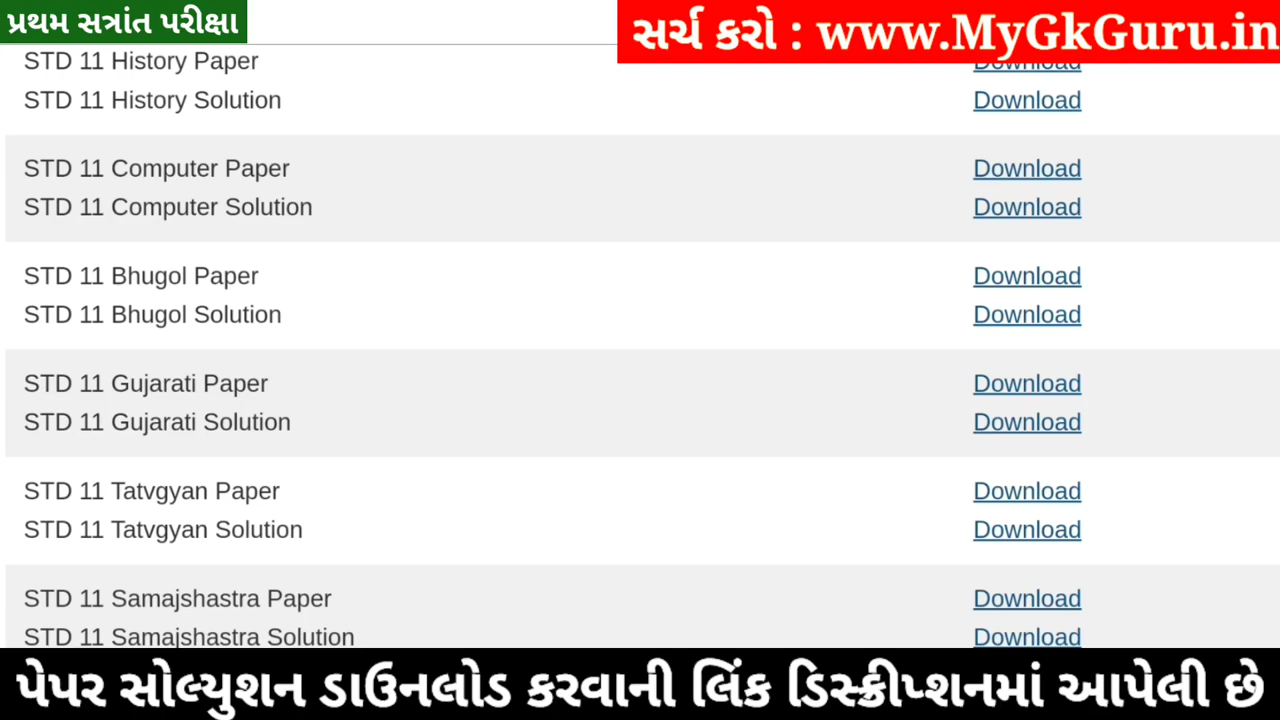 પ્રથમ સત્રાંત પરીક્ષા
સર્ચ કરો : www.MyGkGuru.in
STD 11 History Paper Download
STD 11 History Solution Download
STD 11 Computer Paper Download
STD 11 Computer Solution Download
STD 11 Bhugol Paper Download
STD 11 Bhugol Solution Download
STD 11 Gujarati Paper Download
STD 11 Gujarati Solution Download
STD 11 Tatvgyan Paper Download
STD 11 Tatvgyan Solution Download
STD 11 Samajshastra Paper Download
STD 11 Samajshastra Solution Download
પેપર સોલ્યુશન ડાઉનલોડ કરવાની લિંક ડિસ્ક્રીપ્શનમાં આપેલી છે